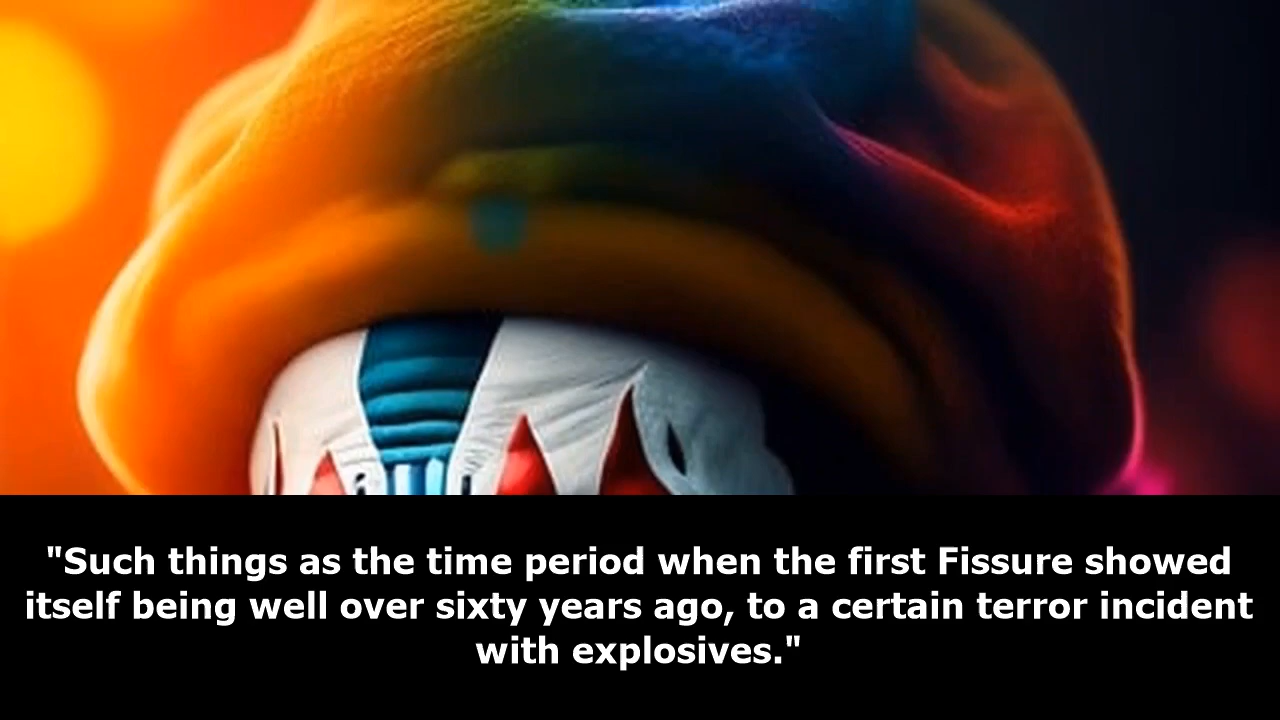 "Such things as the time period when the first Fissure showed
itself being well over sixty years ago, to a certain terror incident
with explosives."